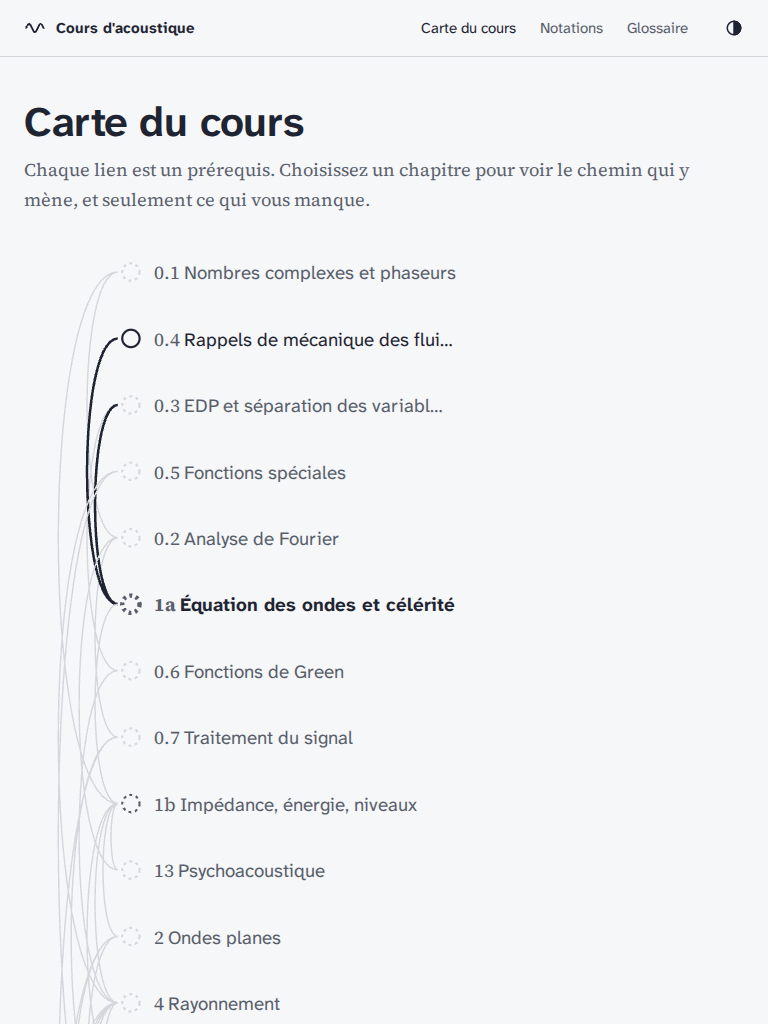 Cours d'acoustique
Carte du cours
Notations
Glossaire
Carte du cours
Chaque lien est un prérequis. Choisissez un chapitre pour voir le chemin qui y
mène, et seulement ce qui vous manque.
0.1 Nombres complexes et phaseurs
0.4 Rappels de mécanique des flui...
0.3 EDP et séparation des variabl...
0.5 Fonctions spéciales
0.2 Analyse de Fourier
1a Équation des ondes et célérité
0.6 Fonctions de Green
0.7 Traitement du signal
1b Impédance, énergie, niveaux
13 Psychoacoustique
2 Ondes planes
4 Rayonnement